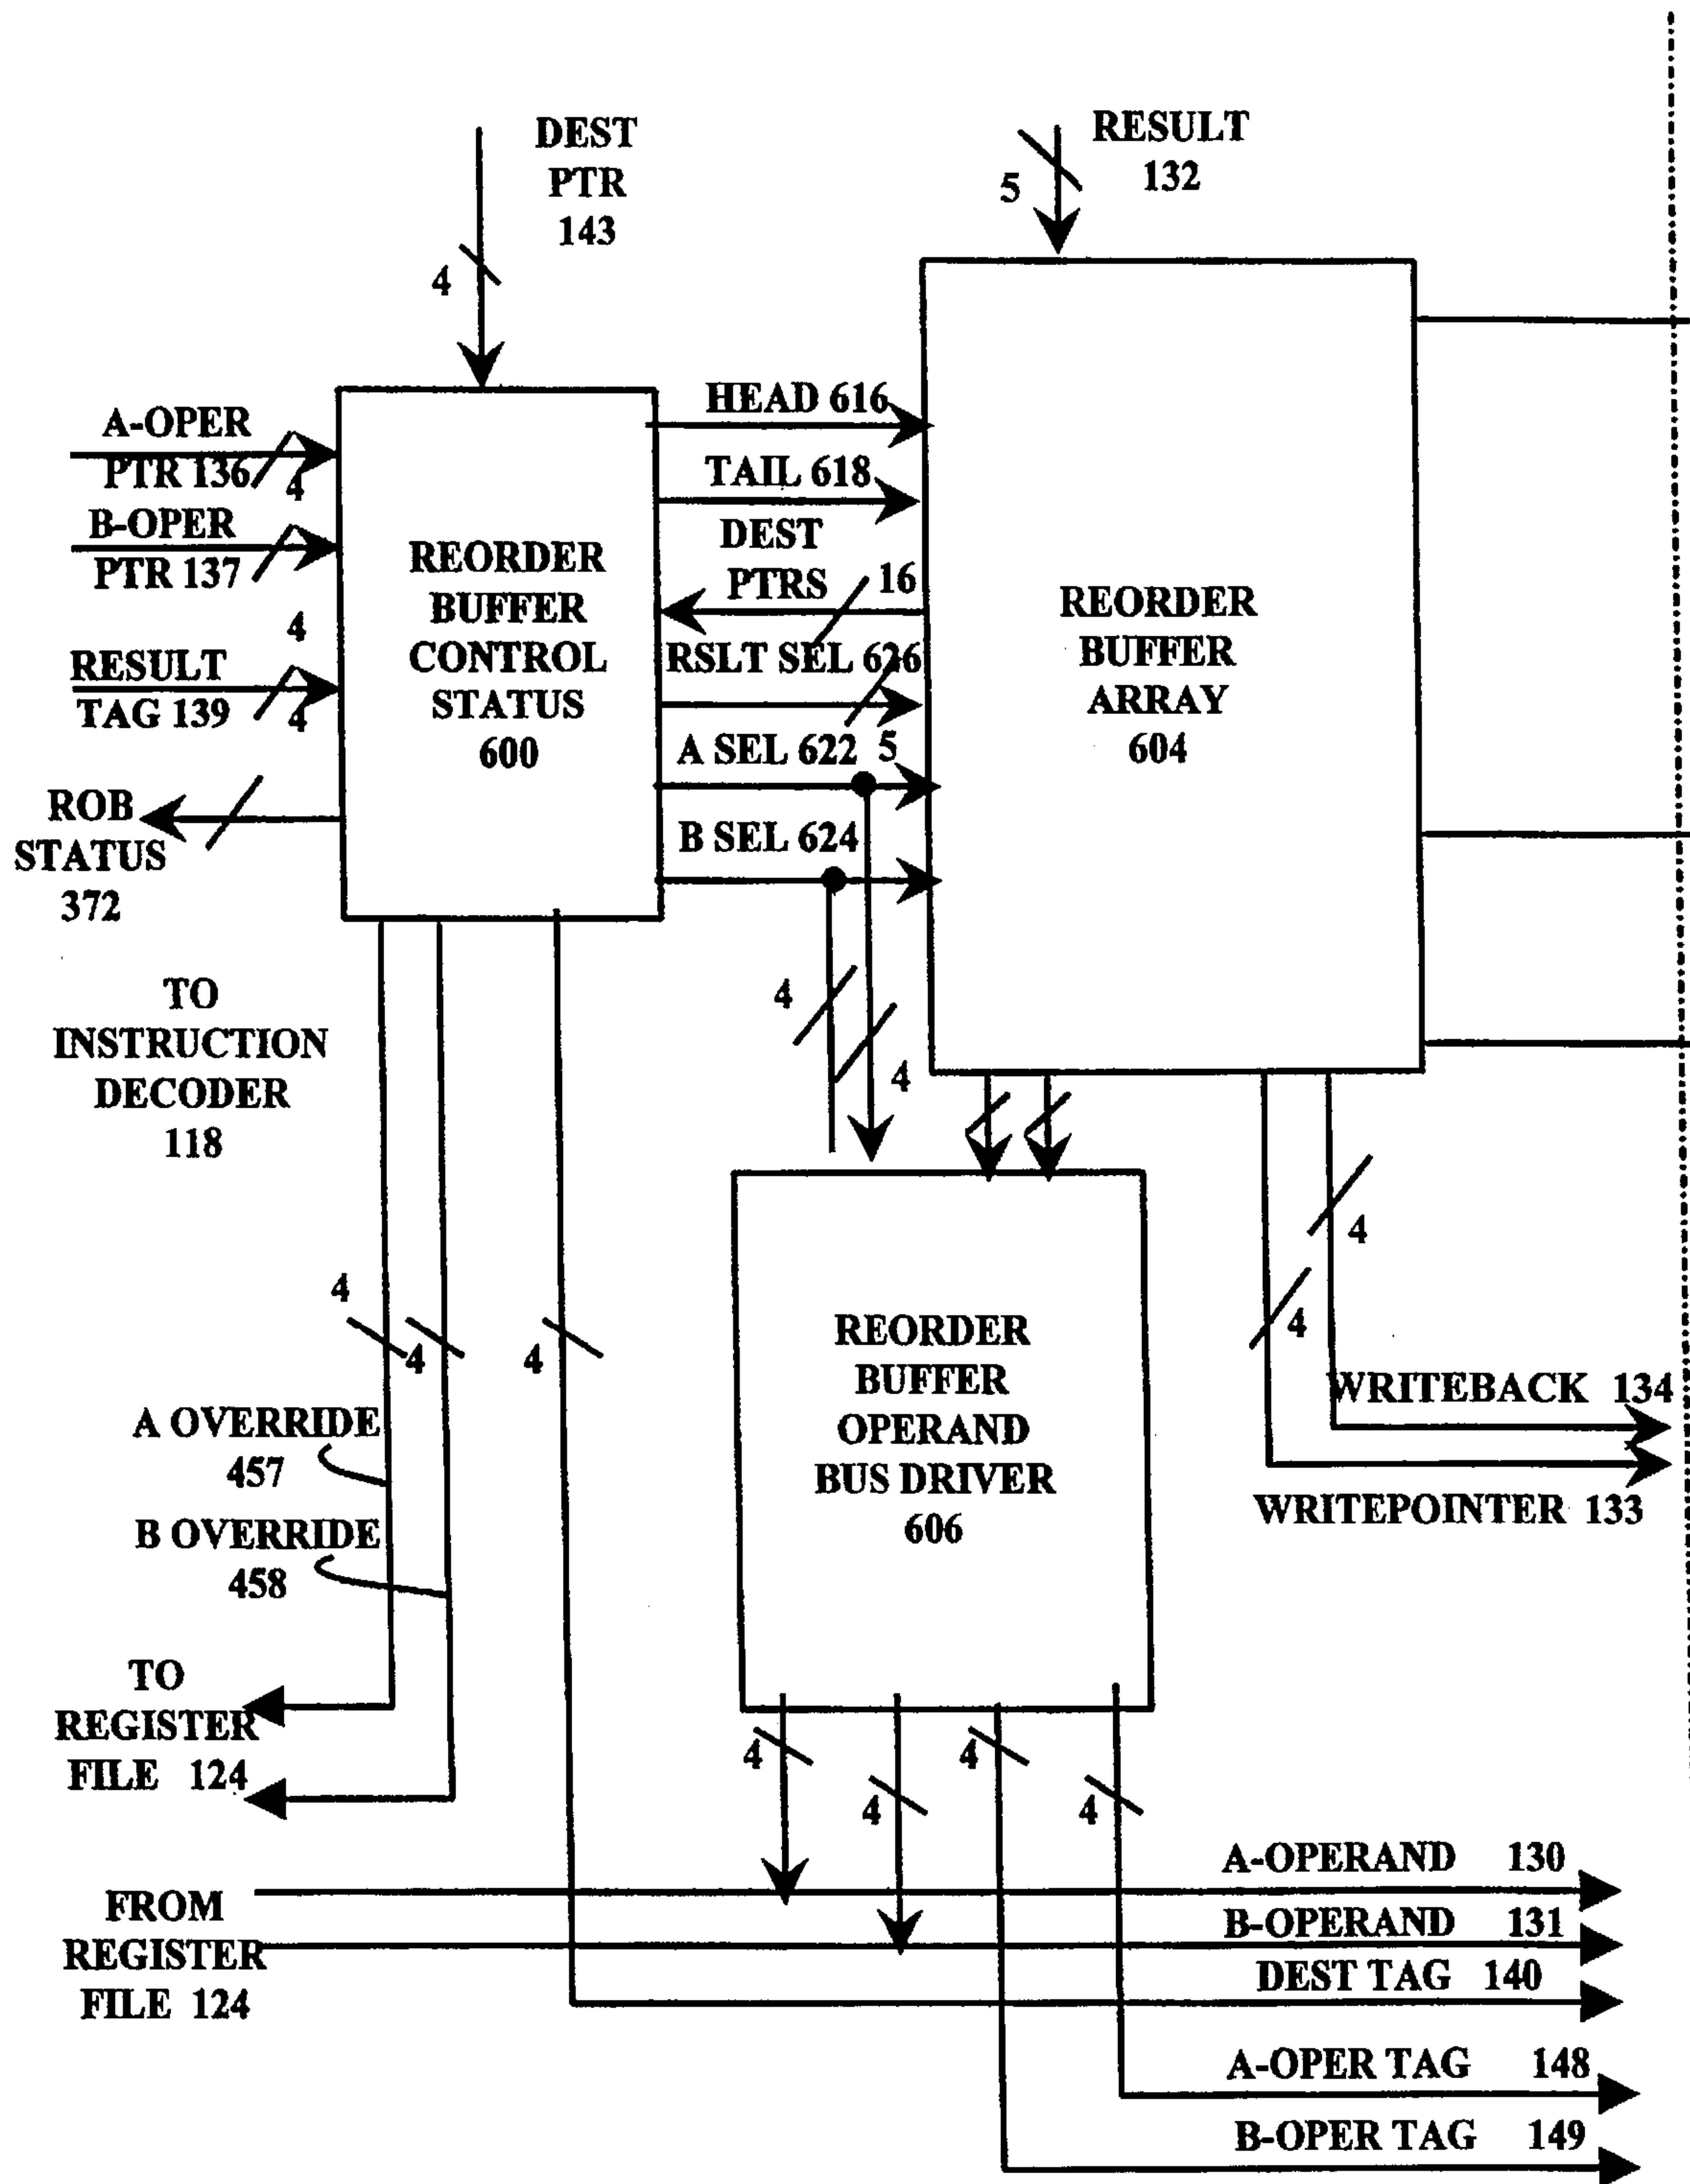 DEST
PTR
143
4
RESULT
132
5
A-OPER
PTR 136
4
B-OPER
PTR 137
4
RESULT
TAG 139
4
ROB
STATUS
372
TO
INSTRUCTION
DECODER
118
REORDER
BUFFER
CONTROL
STATUS
600
HEAD 616
TAIL 618
DEST
PTRS
16
RSLT SEL 626
A SEL 622
5
B SEL 624
REORDER
BUFFER
ARRAY
604
4
4
4
4
WRITEBACK 134
WRITEPOINTER 133
4
4
4
A OVERRIDE
457
B OVERRIDE
458
REORDER
BUFFER
OPERAND
BUS DRIVER
606
TO
REGISTER
FILE 124
4
4
4
4
FROM
REGISTER
FILE 124
A-OPERAND 130
B-OPERAND 131
DEST TAG 140
A-OPER TAG 148
B-OPER TAG 149